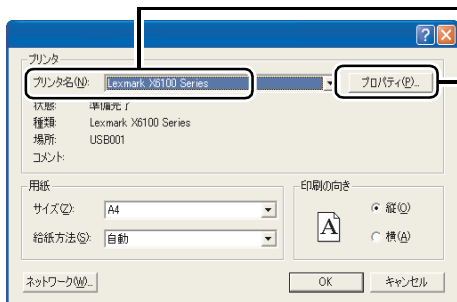 プリンタ
プリンタ名(N): Lexmark X6100 Series プロパティ(P)...
状態: 準備完了
種類: Lexmark X6100 Series
場所: USB001
コメント:
用紙
サイズ(Z): A4
給紙方法(S): 自動
印刷の向き
A
縦(O)
横(A)
ネットワーク(W)... OK キャンセル